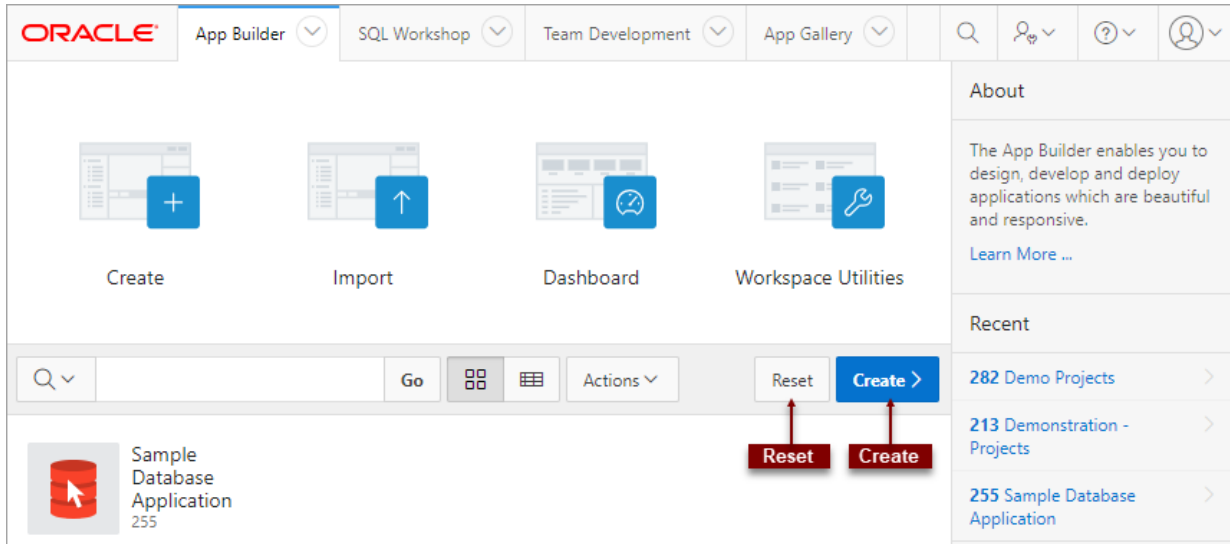 ORACLE App Builder SQL Workshop Team Development App Gallery
Create Import Dashboard Workspace Utilities
Go Actions Reset Create
Reset Create
Sample
Database
Application
255
About
The App Builder enables you to
design, develop and deploy
applications which are beautiful
and responsive.
Learn More ...
Recent
282 Demo Projects
213 Demonstration -
Projects
255 Sample Database
Application